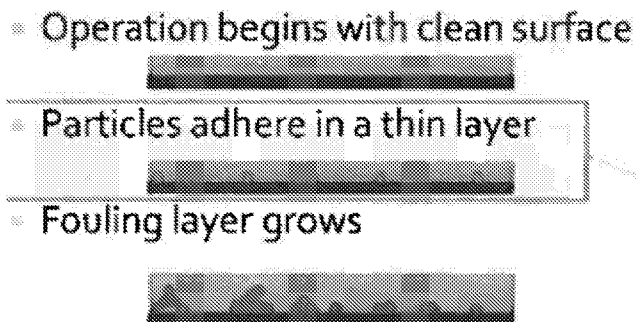 Operation begins with clean surface
Particles adhere in a thin layer
Fouling layer grows